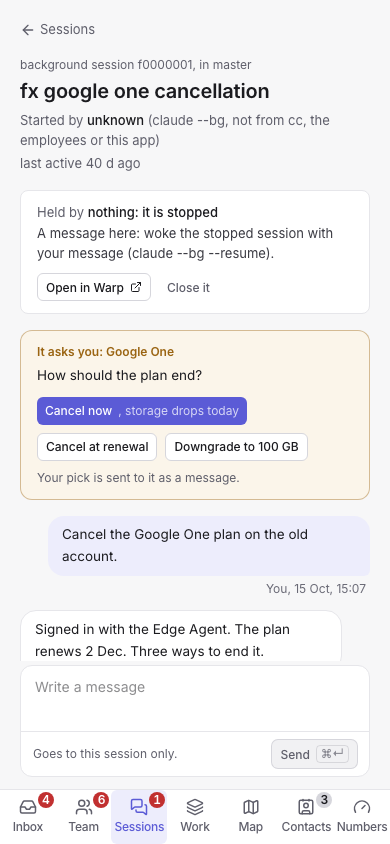 Sessions
background session f0000001, in master
fx google one cancellation
Started by unknown (claude --bg, not from cc, the
employees or this app)
last active 40 d ago
Held by nothing: it is stopped
A message here: woke the stopped session with
your message (claude --bg --resume).
Open in Warp
Close it
It asks you: Google One
How should the plan end?
Cancel now , storage drops today
Cancel at renewal
Downgrade to 100 GB
Your pick is sent to it as a message.
Cancel the Google One plan on the old
account.
You, 15 Oct, 15:07
Signed in with the Edge Agent. The plan
renews 2 Dec. Three ways to end it.
Write a message
Goes to this session only.
Send ⌘↵
4 6 1 3
Inbox Team Sessions Work Map Contacts Numbers